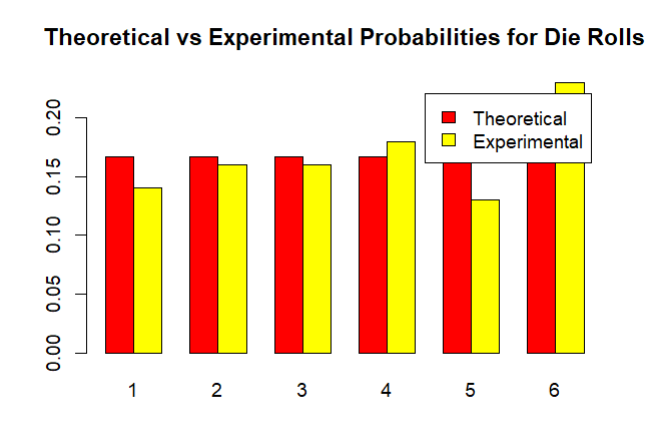 Theoretical vs Experimental Probabilities for Die Rolls
0.20
0.15
0.10
0.05
0.00
Theoretical
Experimental
1 2 3 4 5 6